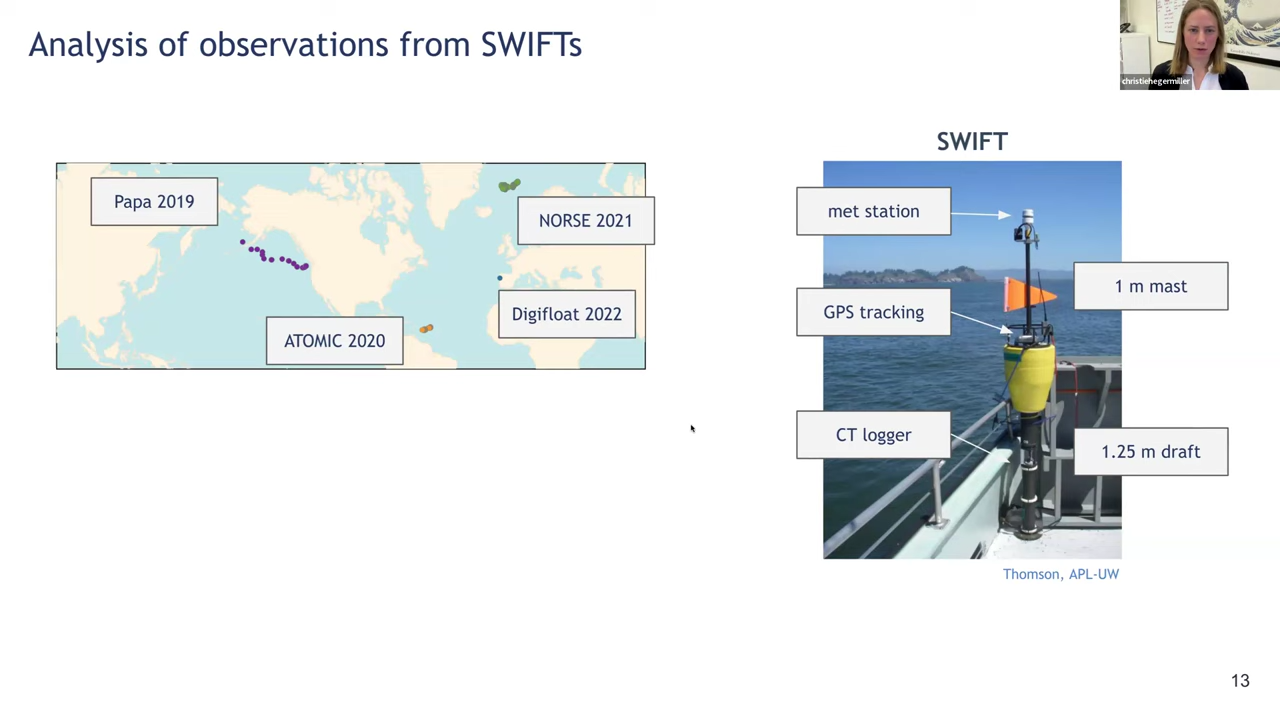 Analysis of observations from SWIFTs
christiehegermiller
SWIFT
Papa 2019
NORSE 2021
Digifloat 2022
ATOMIC 2020
met station
1 m mast
GPS tracking
CT logger
1.25 m draft
Thomson, APL-UW
13